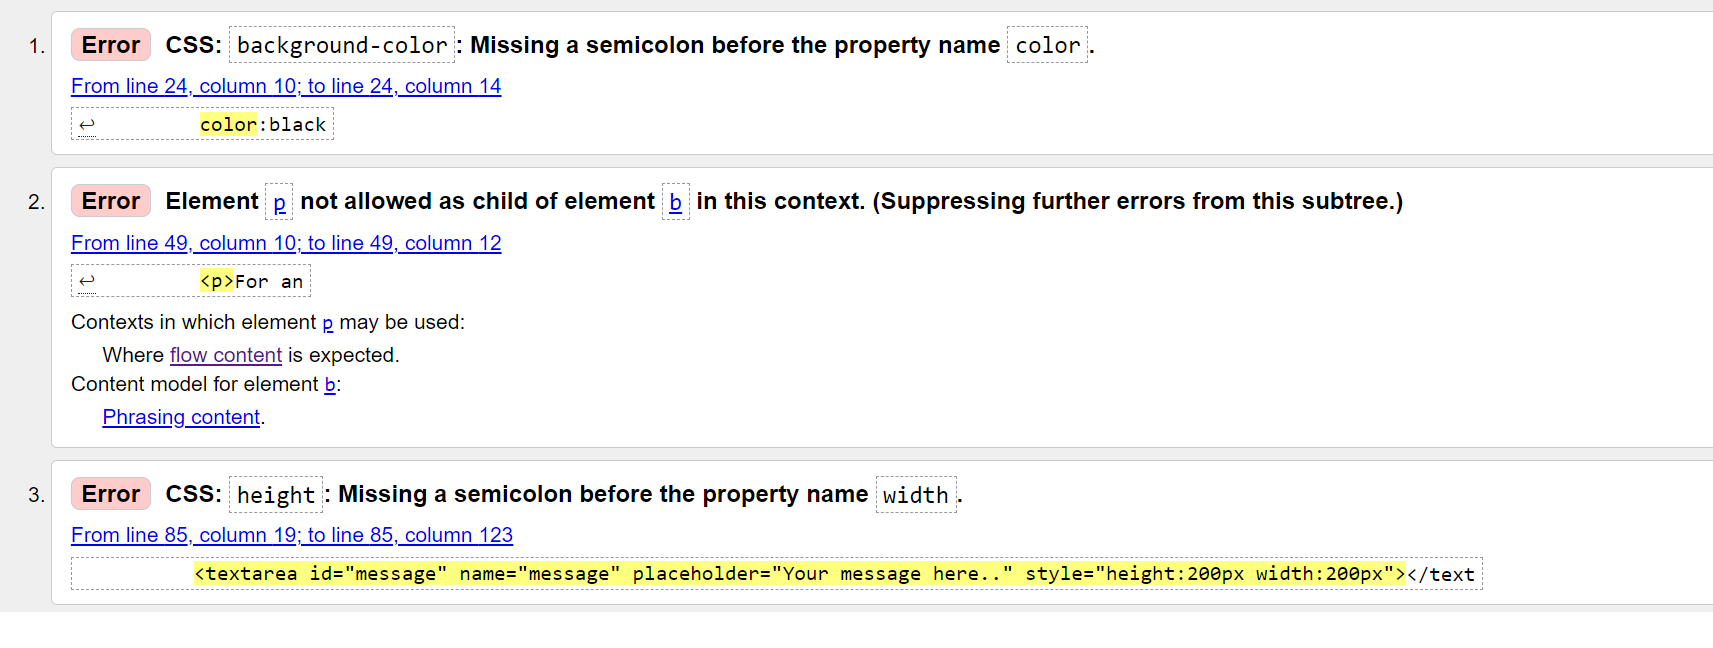 1. Error CSS: background-color: Missing a semicolon before the property name color.
From line 24, column 10; to line 24, column 14
↩ color:black
2. Error Element p not allowed as child of element b in this context. (Suppressing further errors from this subtree.)
From line 49, column 10; to line 49, column 12
↩ <p>For an
Contexts in which element p may be used:
Where flow content is expected.
Content model for element b:
Phrasing content.
3. Error CSS: height: Missing a semicolon before the property name width.
From line 85, column 19; to line 85, column 123
<textarea id="message" name="message" placeholder="Your message here.." style="height:200px width:200px"></text